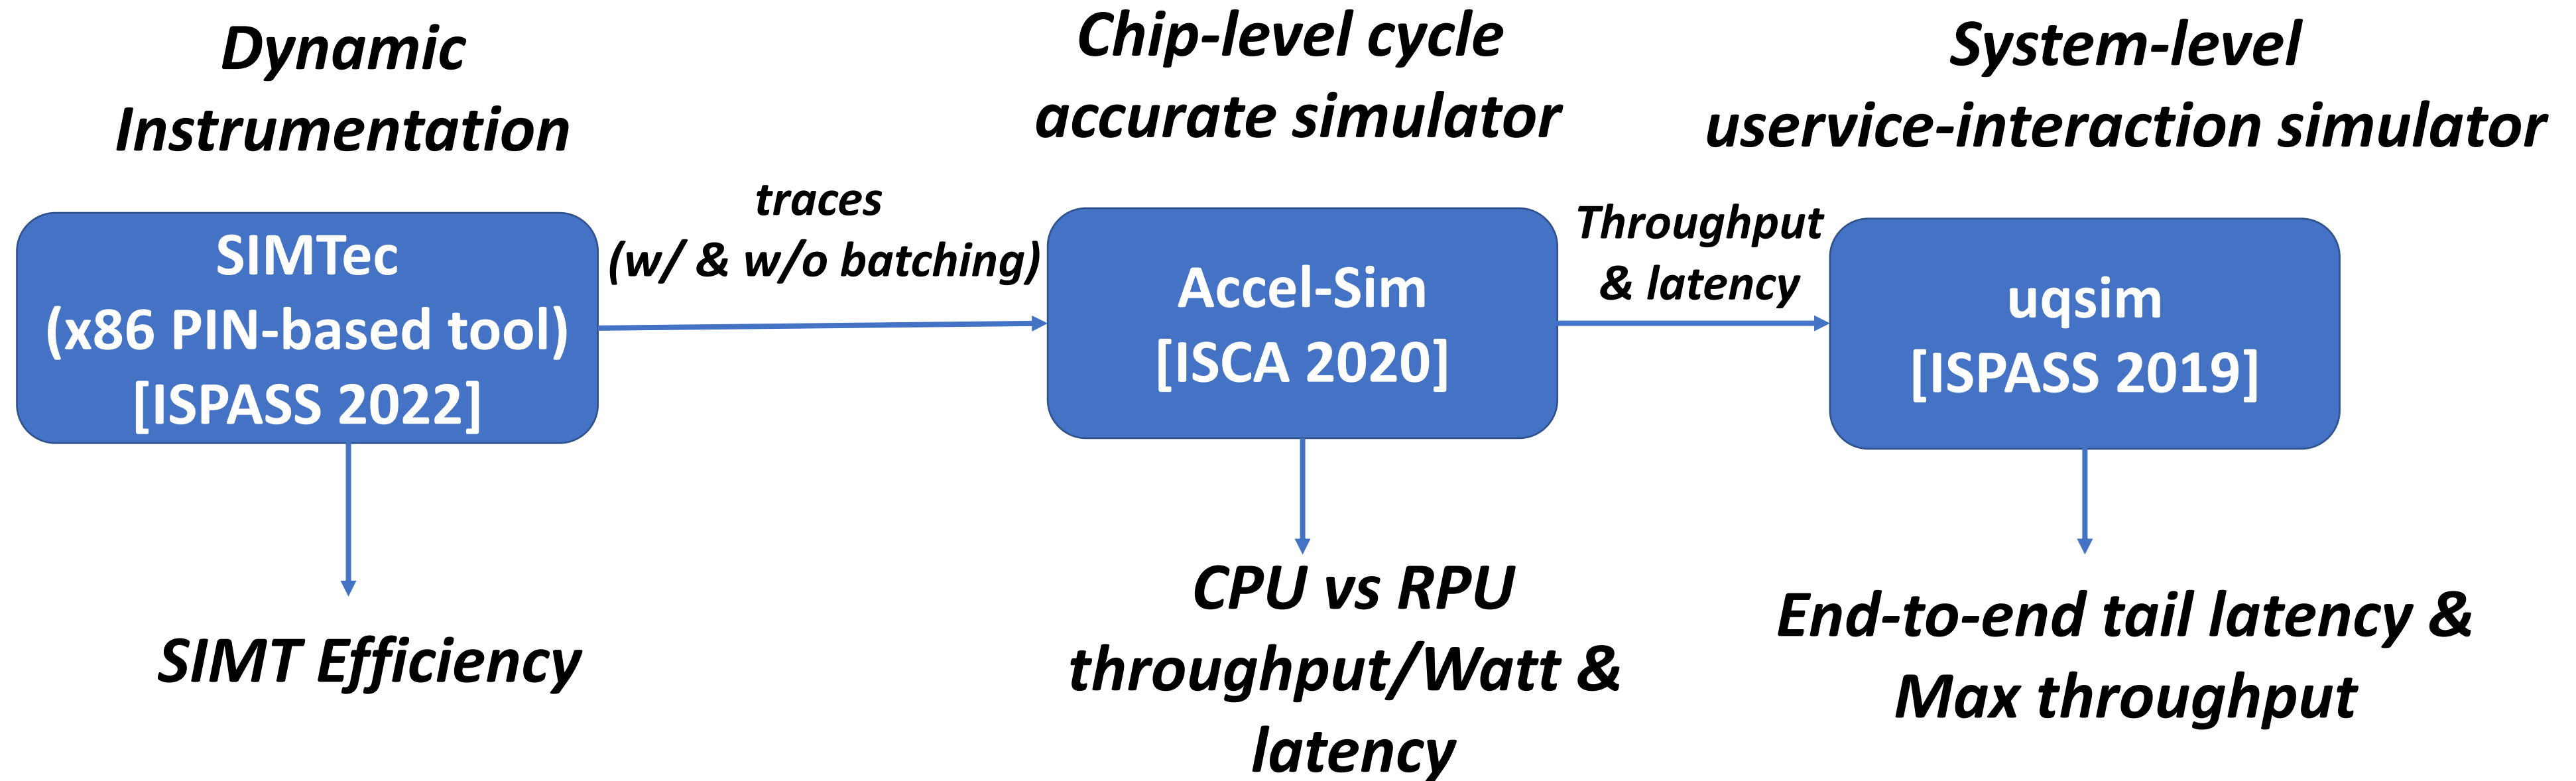 Dynamic
Instrumentation
Chip-level cycle
accurate simulator
System-level
uservice-interaction simulator
SIMTec
(x86 PIN-based tool)
[ISPASS 2022]
traces
(w/ & w/o batching)
Accel-Sim
[ISCA 2020]
Throughput
& latency
uqsim
[ISPASS 2019]
SIMT Efficiency
CPU vs RPU
throughput/Watt &
latency
End-to-end tail latency &
Max throughput